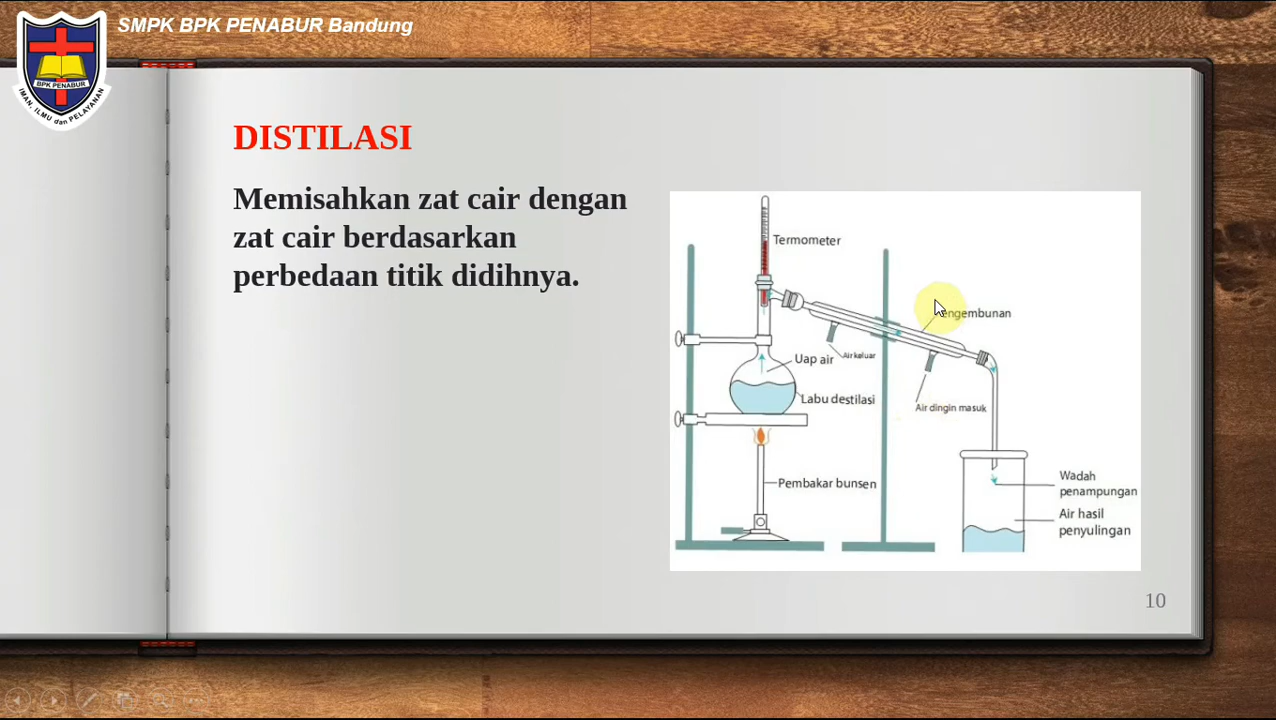 SMPK BPK PENABUR Bandung
BPK PENABUR
IMAN, ILMU dan PELAYANAN
DISTILASI
Memisahkan zat cair dengan
zat cair berdasarkan
perbedaan titik didihnya.
Termometer
engembunan
Uap air
Air keluar
Labu destilasi
Air dingin masuk
Pembakar bunsen
Wadah
penampungan
Air hasil
penyulingan
10